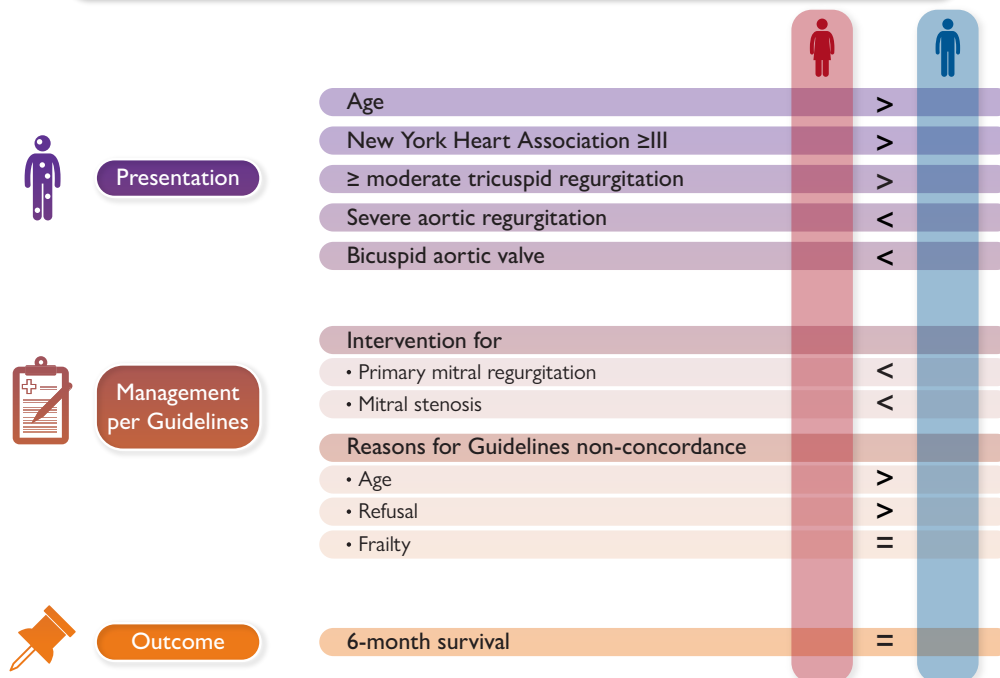 Presentation
Age >
New York Heart Association ≥III >
≥ moderate tricuspid regurgitation >
Severe aortic regurgitation <
Bicuspid aortic valve <
Management
per Guidelines
Intervention for
• Primary mitral regurgitation <
• Mitral stenosis <
Reasons for Guidelines non-concordance
• Age >
• Refusal >
• Frailty =
Outcome
6-month survival =